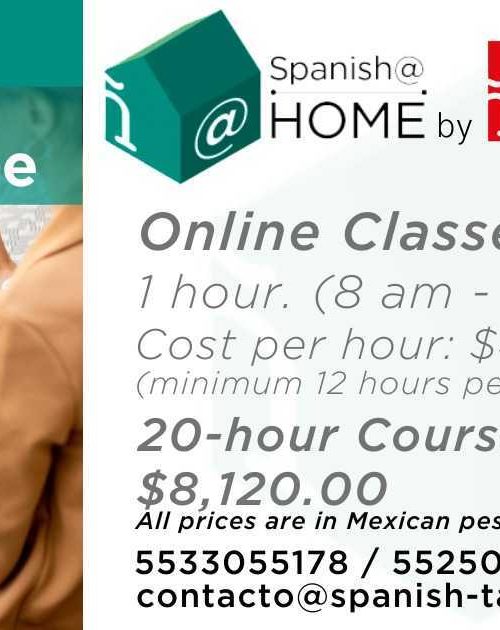 e
ñ @
Spanish@
HOME by
Online Classe
1 hour. (8 am -
Cost per hour: $
(minimum 12 hours pe
20-hour Cours
$8,120.00
All prices are in Mexican pes
5533055178 / 55250
contacto@spanish-ta